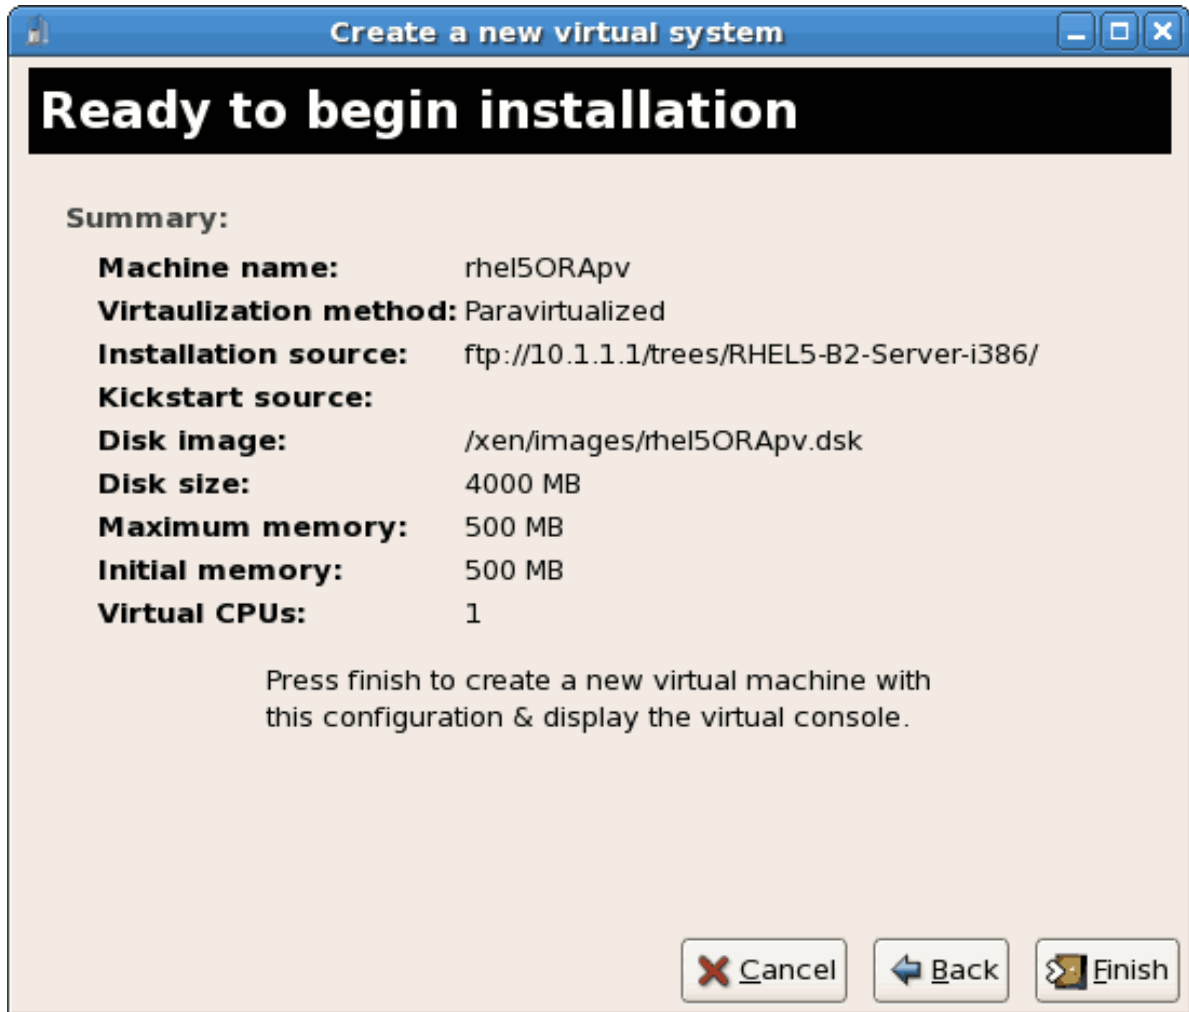 Create a new virtual system
Ready to begin installation
Summary:
Machine name: rhel5ORApv
Virtaulization method: Paravirtualized
Installation source: ftp://10.1.1.1/trees/RHEL5-B2-Server-i386/
Kickstart source:
Disk image: /xen/images/rhel5ORApv.dsk
Disk size: 4000 MB
Maximum memory: 500 MB
Initial memory: 500 MB
Virtual CPUs: 1
Press finish to create a new virtual machine with
this configuration & display the virtual console.
Cancel Back Finish